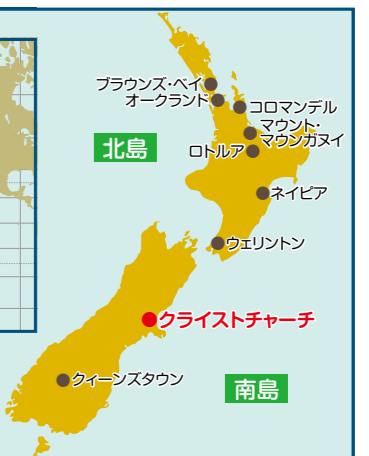 ブラウンズ・ベイ
オークランド
コロマンデル
マウント・
マウンガヌイ
北島
ロトルア
ネイピア
ウェリントン
クライストチャーチ
クィーンズタウン
南島